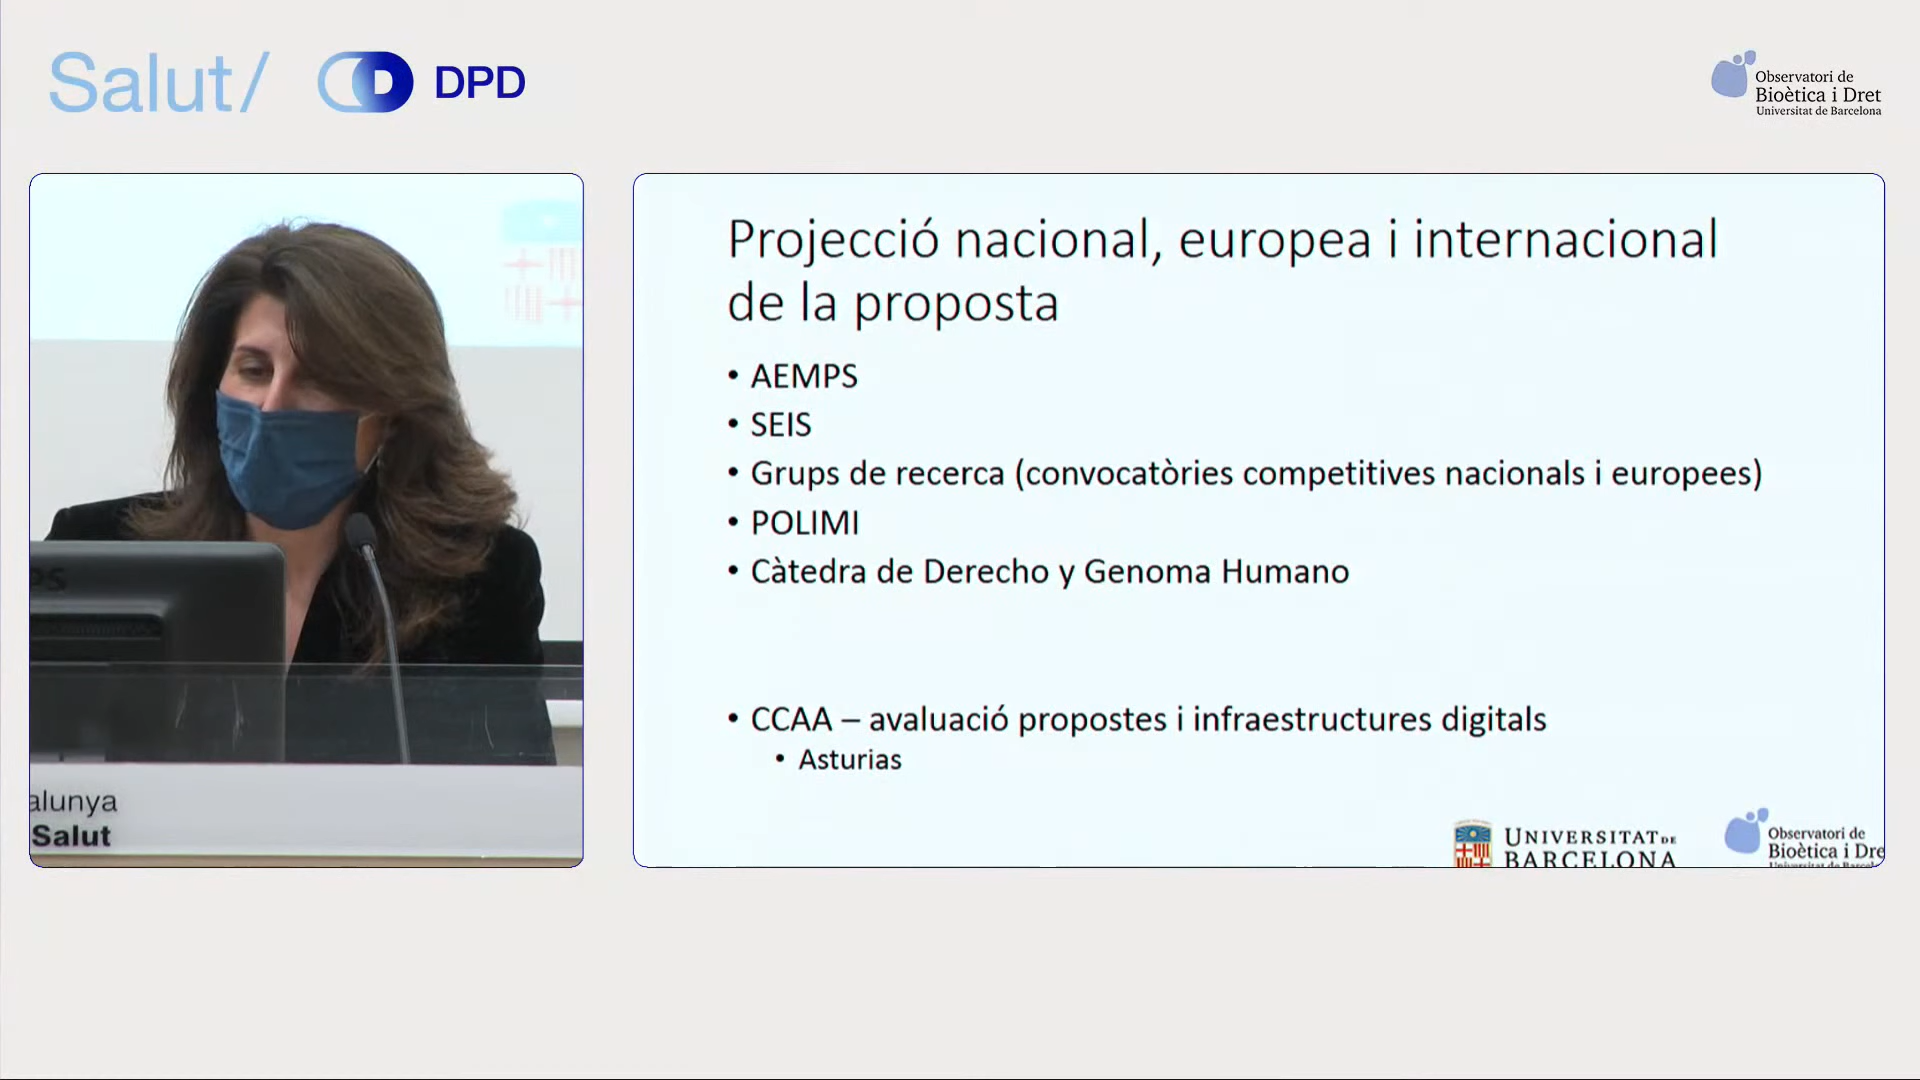 Salut/
D DPD
Observatori de
Bioètica i Dret
Universitat de Barcelona
Projecció nacional, europea i internacional
de la proposta
• AEMPS
• SEIS
• Grups de recerca (convocatòries competitives nacionals i europees)
• POLIMI
• Càtedra de Derecho y Genoma Humano
• CCAA – avaluació propostes i infraestructures digitals
• Asturias
UNIVERSITAT DE
BARCELONA
Observatori de
Bioètica i Dre
alunya
Salut